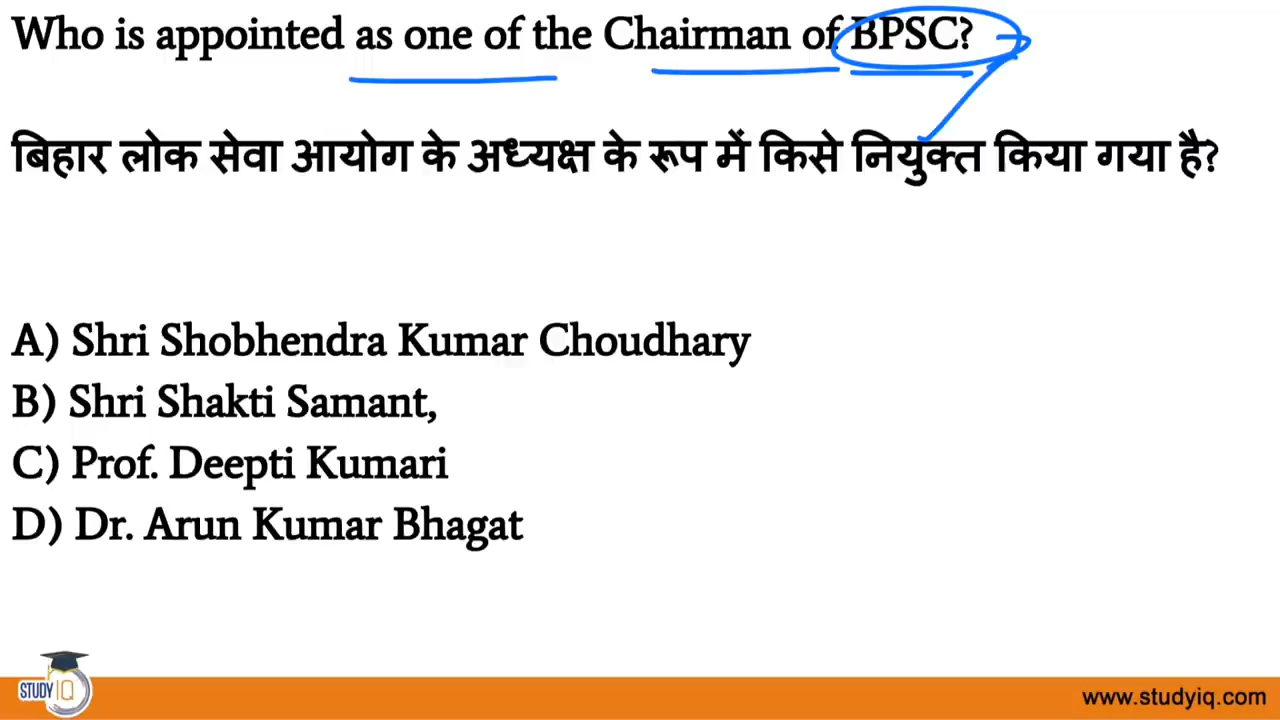 Who is appointed as one of the Chairman of BPSC?
बिहार लोक सेवा आयोग के अध्यक्ष के रूप में किसे नियुक्त किया गया है?
A) Shri Shobhendra Kumar Choudhary
B) Shri Shakti Samant,
C) Prof. Deepti Kumari
D) Dr. Arun Kumar Bhagat
STUDY IQ
www.studyiq.com